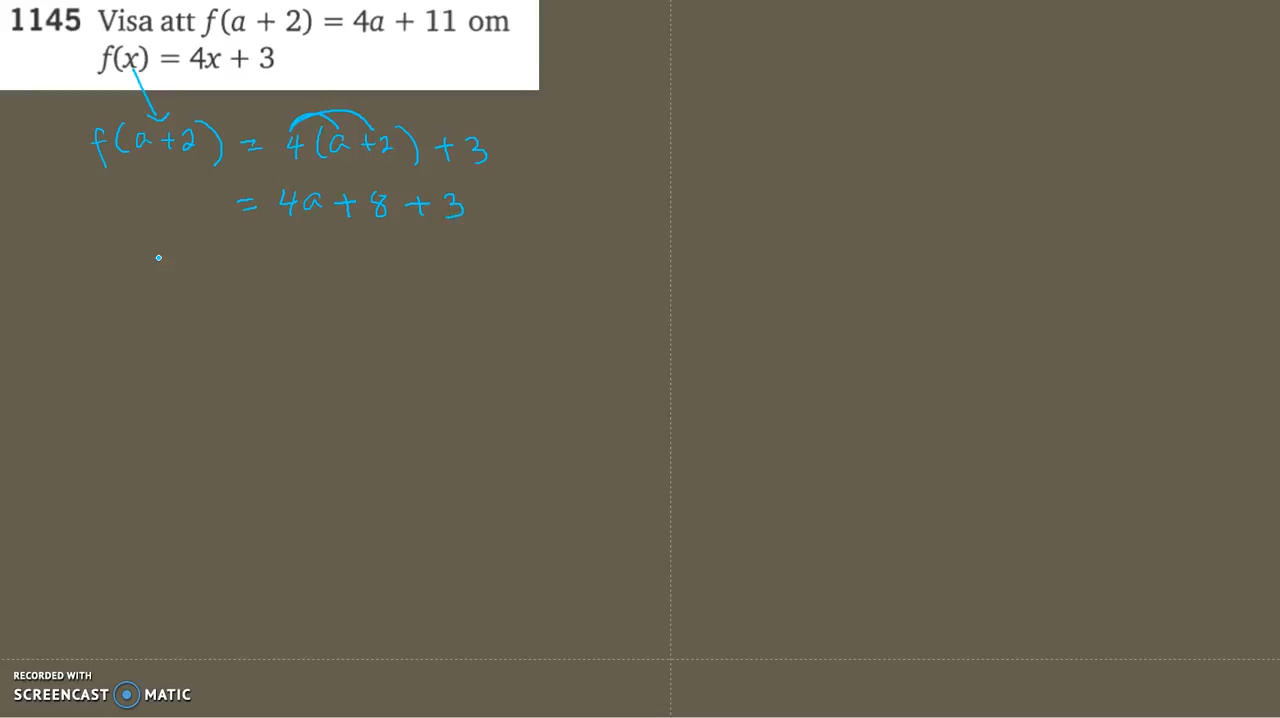 1145 Visa att f(a + 2) = 4a + 11 om
f(x) = 4x + 3
f(a+2) = 4(a+2) + 3
= 4a + 8 + 3
RECORDED WITH
SCREENCAST MATIC